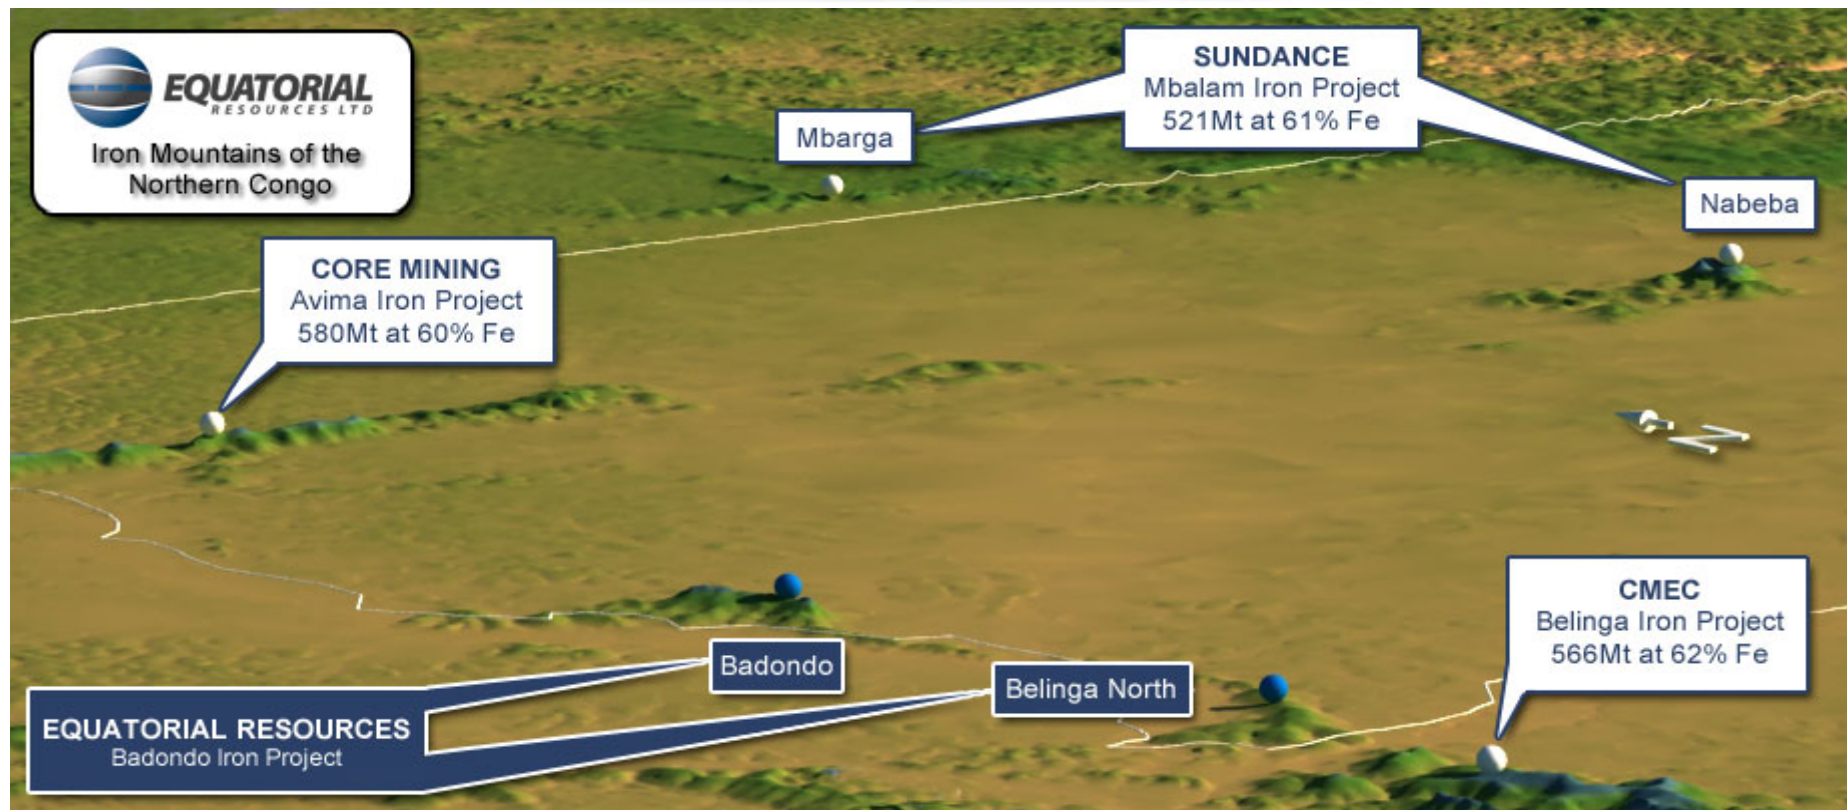 EQUATORIAL
RESOURCES LTD
Iron Mountains of the
Northern Congo
SUNDANCE
Mbalam Iron Project
521Mt at 61% Fe
Mbarga
Nabeba
CORE MINING
Avima Iron Project
580Mt at 60% Fe
N
CMEC
Belinga Iron Project
566Mt at 62% Fe
Badondo
Belinga North
EQUATORIAL RESOURCES
Badondo Iron Project